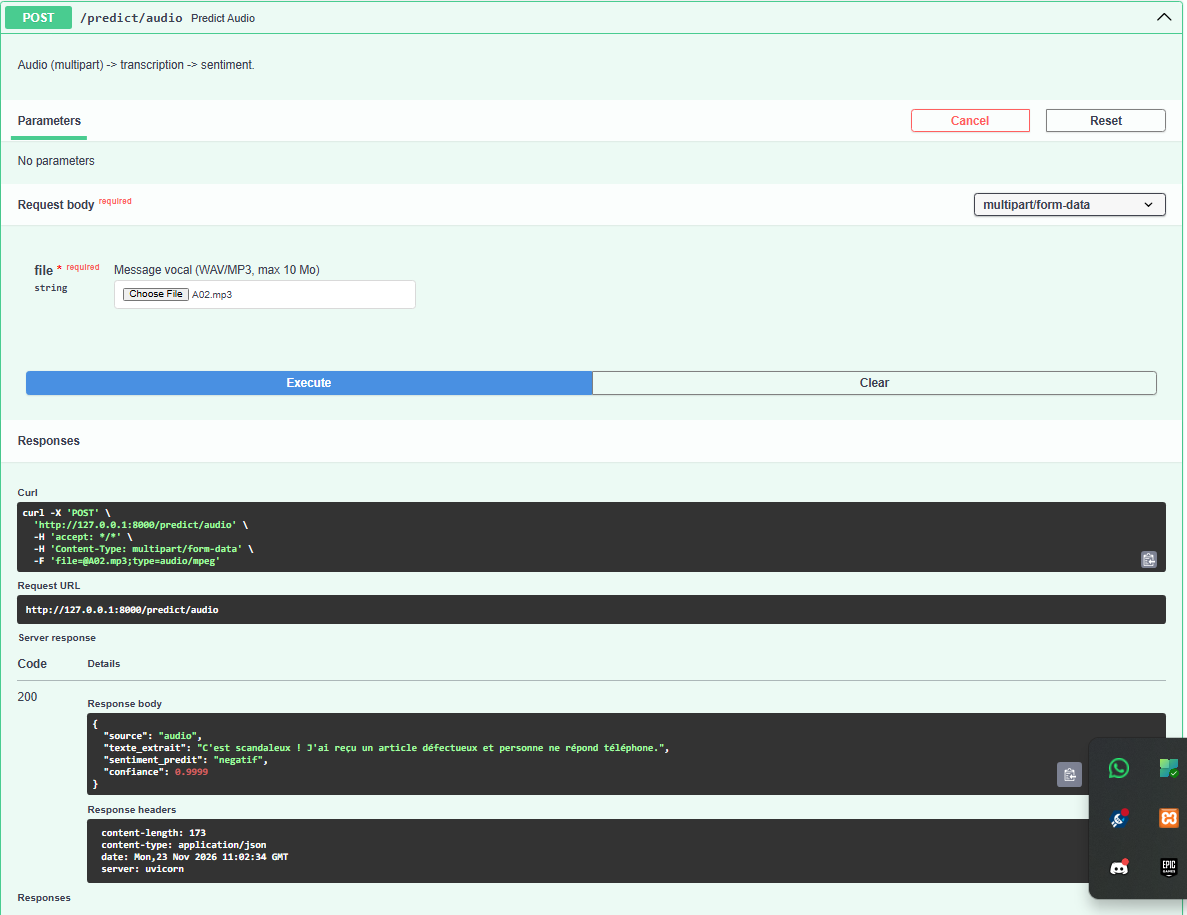 POST /predict/audio Predict Audio
Audio (multipart) -> transcription -> sentiment.
Parameters Cancel Reset
No parameters
Request body required multipart/form-data
file * required Message vocal (WAV/MP3, max 10 Mo)
string Choose File A02.mp3
Execute Clear
Responses
Curl
curl -X 'POST' \
'http://127.0.0.1:8000/predict/audio' \
-H 'accept: */*' \
-H 'Content-Type: multipart/form-data' \
-F 'file=@A02.mp3;type=audio/mpeg'
Request URL
http://127.0.0.1:8000/predict/audio
Server response
Code Details
200
Response body
{
"source": "audio",
"texte_extrait": "C'est scandaleux ! J'ai reçu un article défectueux et personne ne répond téléphone.",
"sentiment_predit": "negatif",
"confiance": 0.9999
}
Response headers
content-length: 173
content-type: application/json
date: Mon,23 Nov 2026 11:02:34 GMT
server: uvicorn
Responses
EPIC
GAMES